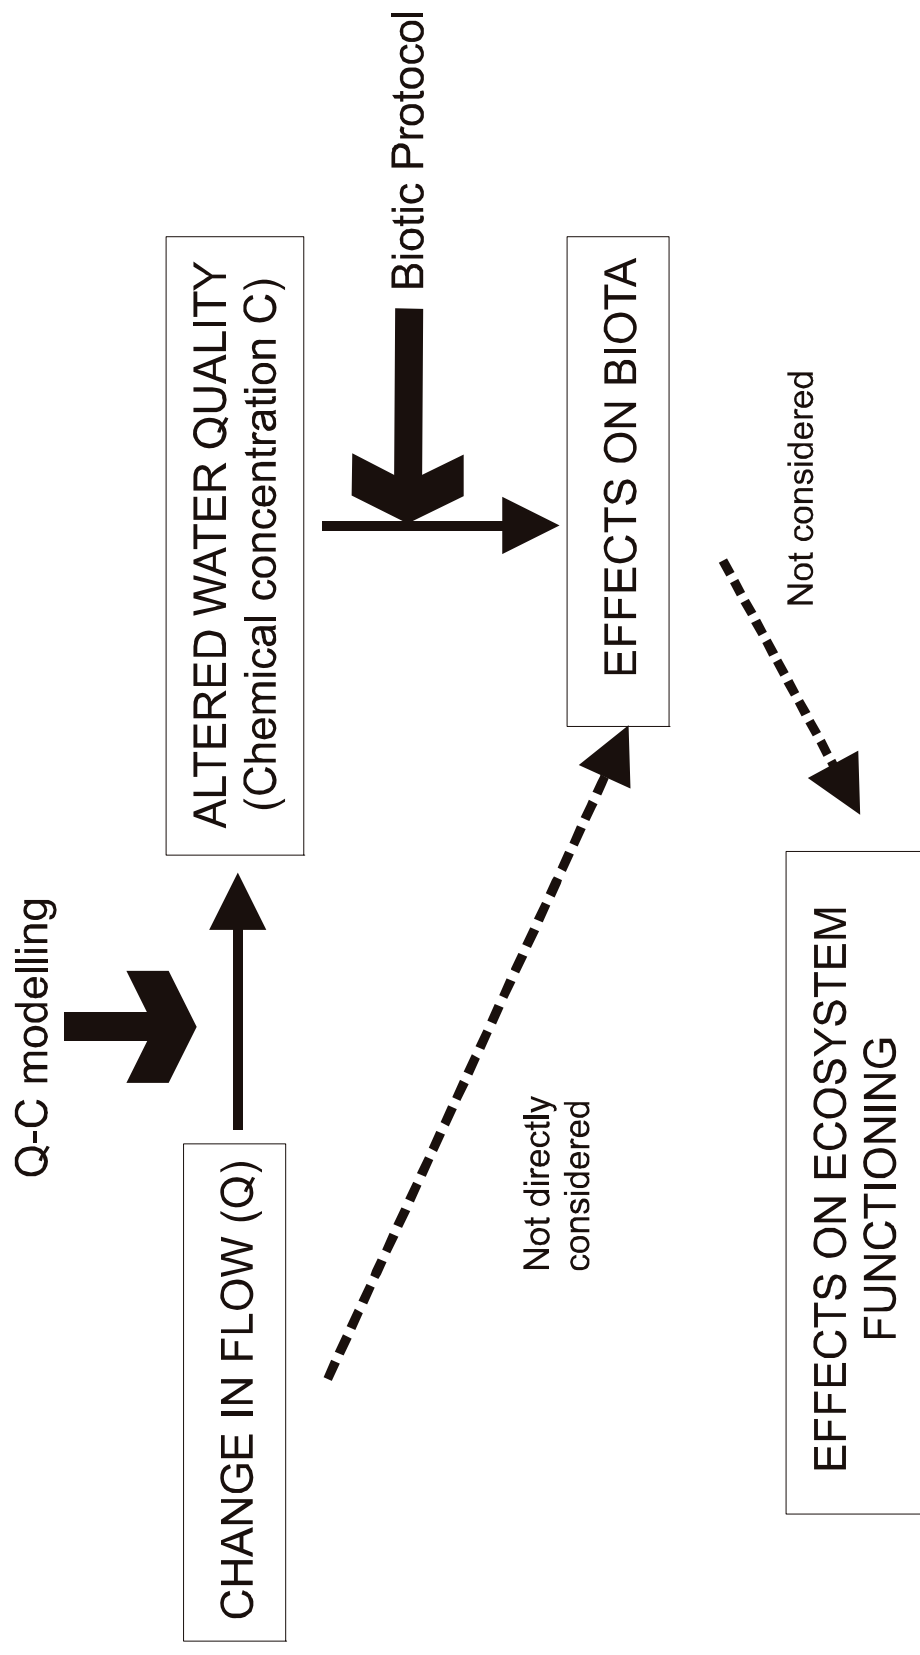 Q-C modelling
CHANGE IN FLOW (Q)
ALTERED WATER QUALITY
(Chemical concentration C)
Biotic Protocol
Not directly
considered
EFFECTS ON BIOTA
Not considered
EFFECTS ON ECOSYSTEM
FUNCTIONING